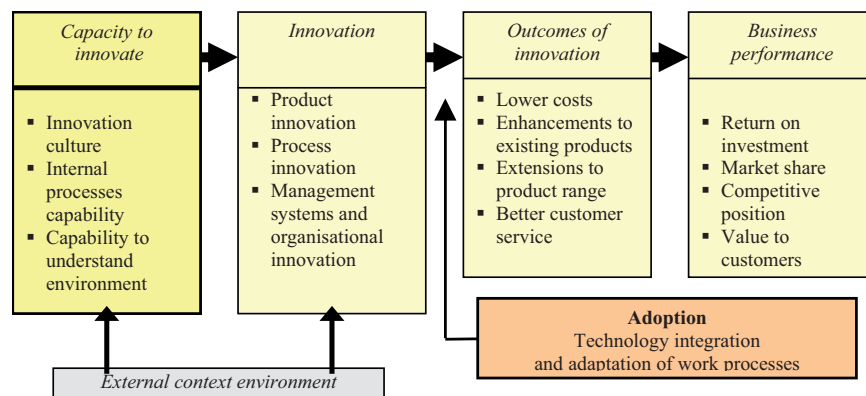 Capacity to
innovate
▪ Innovation
culture
▪ Internal
processes
capability
▪ Capability to
understand
environment
Innovation
▪ Product
innovation
▪ Process
innovation
▪ Management
systems and
organisational
innovation
Outcomes of
innovation
▪ Lower costs
▪ Enhancements to
existing products
▪ Extensions to
product range
▪ Better customer
service
Business
performance
▪ Return on
investment
▪ Market share
▪ Competitive
position
▪ Value to
customers
Adoption
Technology integration
and adaptation of work processes
External context environment